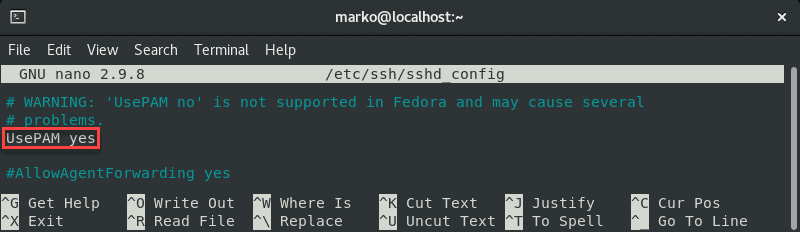 marko@localhost:~
File Edit View Search Terminal Help
GNU nano 2.9.8 /etc/ssh/sshd_config
# WARNING: 'UsePAM no' is not supported in Fedora and may cause several
# problems.
UsePAM yes
#AllowAgentForwarding yes
^G Get Help ^O Write Out ^W Where Is ^K Cut Text ^J Justify ^C Cur Pos
^X Exit ^R Read File ^\ Replace ^U Uncut Text ^T To Spell ^_ Go To Line